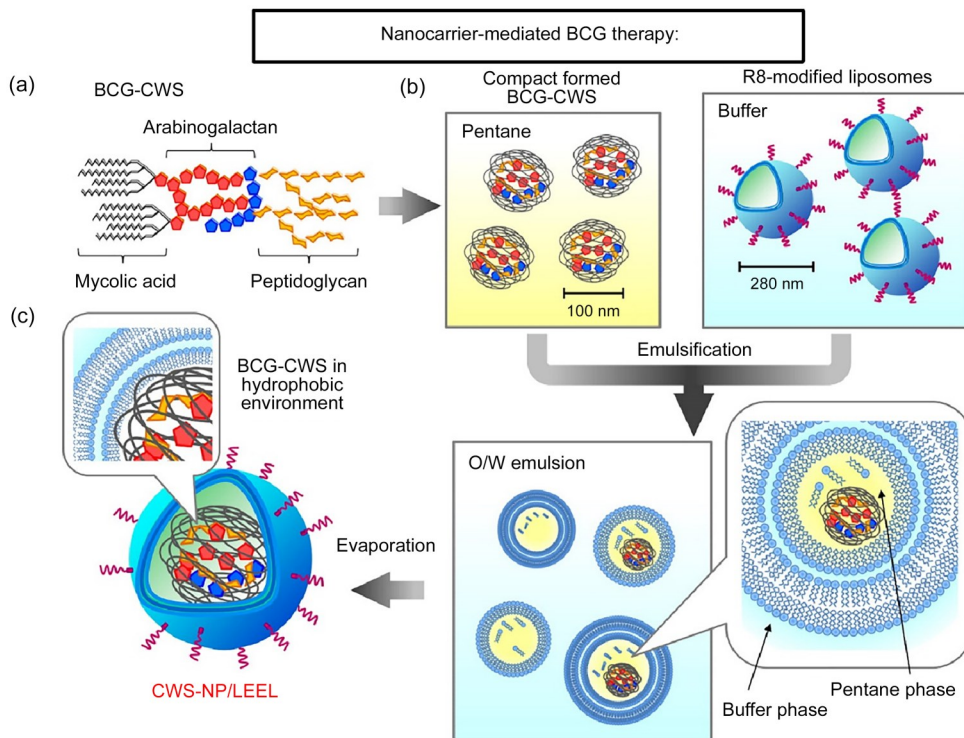 Nanocarrier-mediated BCG therapy:
(a)
BCG-CWS
Arabinogalactan
Mycolic acid
Peptidoglycan
(b)
Compact formed
BCG-CWS
Pentane
100 nm
R8-modified liposomes
Buffer
280 nm
Emulsification
O/W emulsion
Pentane phase
Buffer phase
Evaporation
(c)
BCG-CWS in
hydrophobic
environment
CWS-NP/LEEL